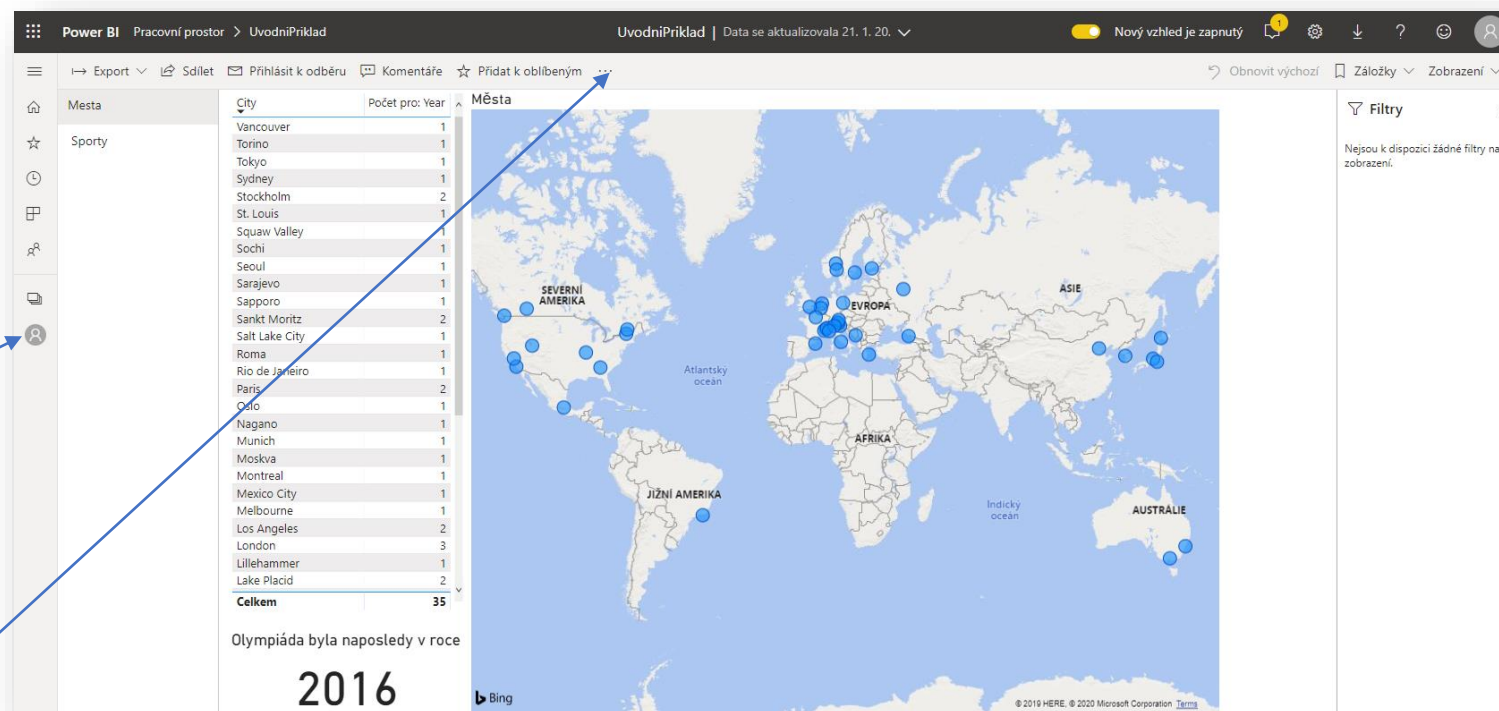 Power BI Pracovní prostor > UvodniPriklad UvodniPriklad | Data se aktualizovala 21. 1. 20. Nový vzhled je zapnutý 1 ?
Export Sdílet Přihlásit k odběru Komentáře Přidat k oblíbeným ... Obnovit výchozí Záložky Zobrazení
Mesta
Sporty
City Počet pro: Year
Vancouver 1
Torino 1
Tokyo 1
Sydney 1
Stockholm 2
St. Louis 1
Squaw Valley 1
Sochi 1
Seoul 1
Sarajevo 1
Sapporo 1
Sankt Moritz 2
Salt Lake City 1
Roma 1
Rio de Janeiro 1
Paris 2
Oslo 1
Nagano 1
Munich 1
Moskva 1
Montreal 1
Mexico City 1
Melbourne 1
Los Angeles 2
London 3
Lillehammer 1
Lake Placid 2
Celkem 35
Olympiáda byla naposledy v roce
2016
Města
SEVERNÍ
AMERIKA
EVROPA
ASIE
Atlantský
oceán
AFRIKA
JIŽNÍ AMERIKA
Indický
oceán
AUSTRÁLIE
Bing
© 2019 HERE, © 2020 Microsoft Corporation Terms
Filtry
Nejsou k dispozici žádné filtry na
zobrazení.